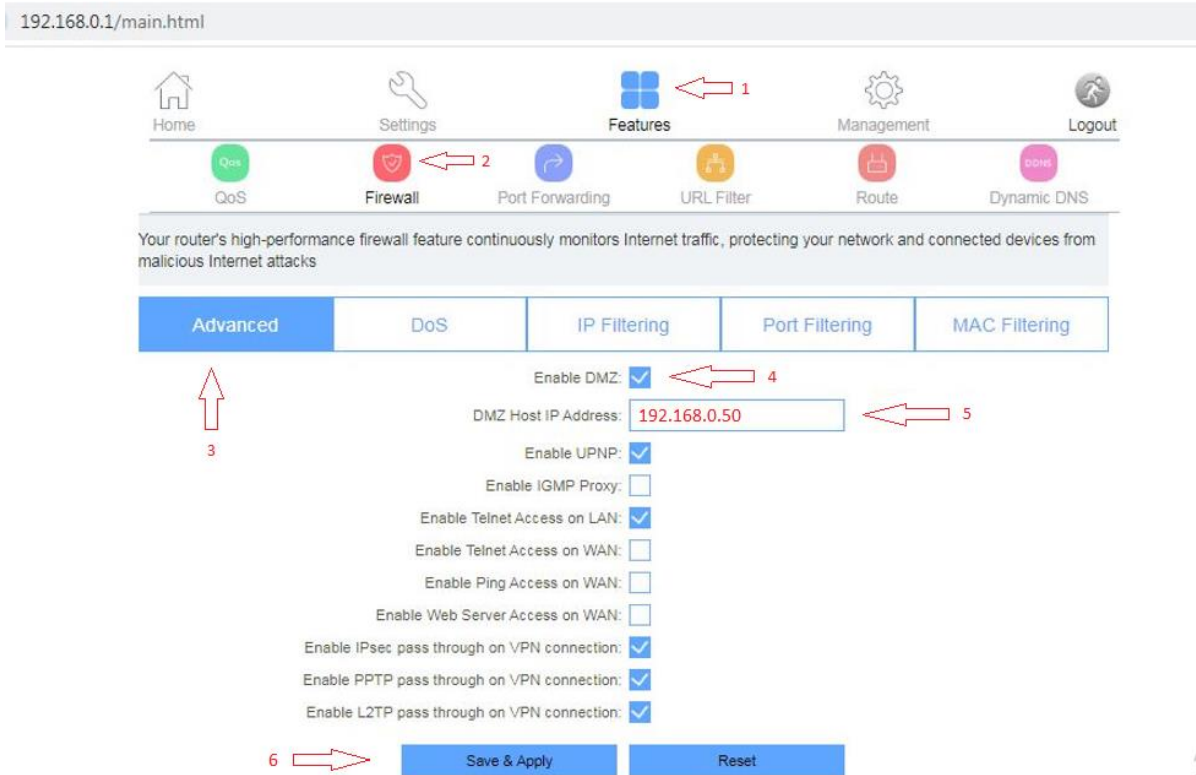 192.168.0.1/main.html
1
Home Settings Features Management Logout
QoS DDNS
2
QoS Firewall Port Forwarding URL Filter Route Dynamic DNS
Your router's high-performance firewall feature continuously monitors Internet traffic, protecting your network and connected devices from
malicious Internet attacks
Advanced DoS IP Filtering Port Filtering MAC Filtering
Enable DMZ: 4
DMZ Host IP Address: 192.168.0.50 5
3
Enable UPNP:
Enable IGMP Proxy:
Enable Telnet Access on LAN:
Enable Telnet Access on WAN:
Enable Ping Access on WAN:
Enable Web Server Access on WAN:
Enable IPsec pass through on VPN connection:
Enable PPTP pass through on VPN connection:
Enable L2TP pass through on VPN connection:
6 Save & Apply Reset